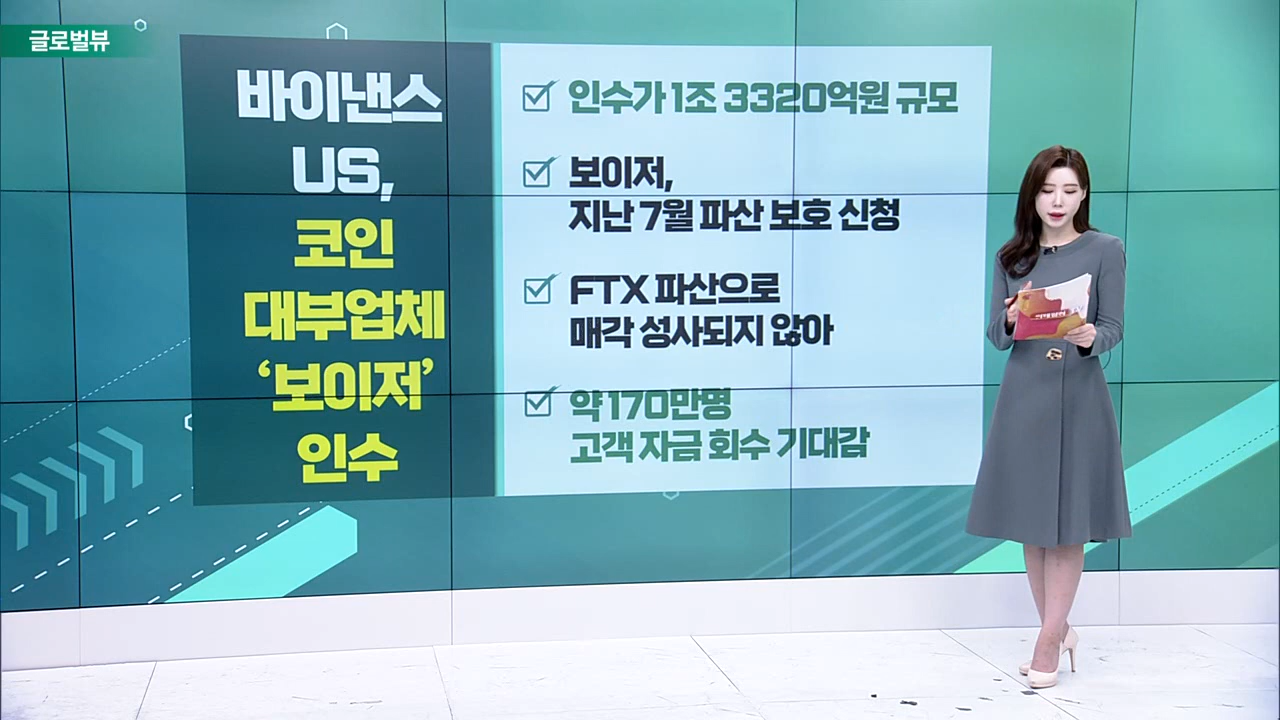 글로벌뷰
바이낸스
US,
코인
대부업체
‘보이저’
인수
인수가 1조 3320억원 규모
보이저,
지난 7월 파산 보호 신청
FTX 파산으로
매각 성사되지 않아
약 170만명
고객 자금 회수 기대감